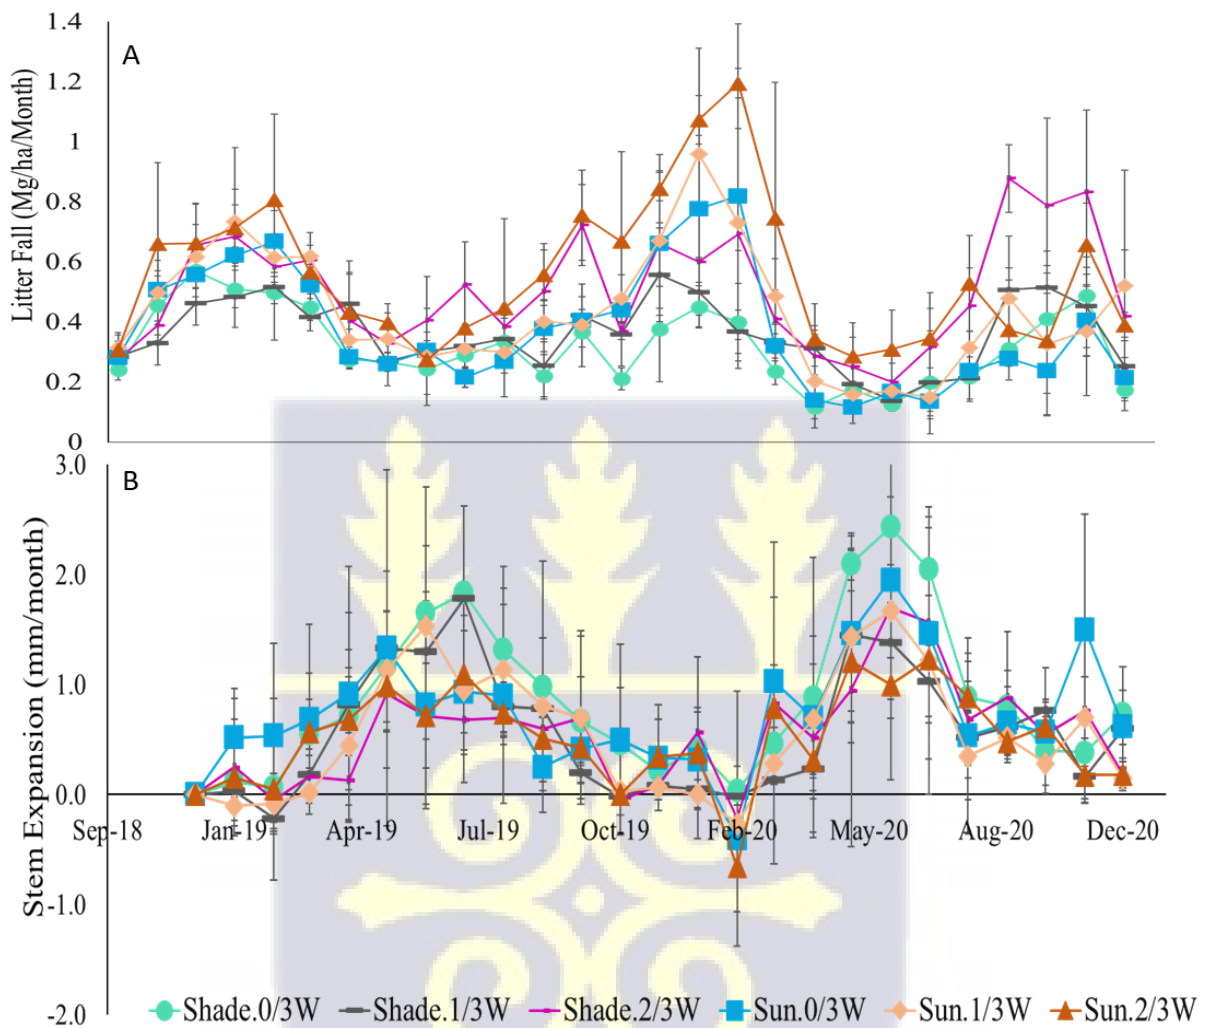 A
Litter Fall (Mg/ha/Month)
1.4
1.2
1
0.8
0.6
0.4
0.2
0
B
Stem Expansion (mm/month)
3.0
2.0
1.0
0.0
-1.0
-2.0
Sep-18 Jan-19 Apr-19 Jul-19 Oct-19 Feb-20 May-20 Aug-20 Dec-20
Shade.0/3W Shade.1/3W Shade.2/3W Sun.0/3W Sun.1/3W Sun.2/3W